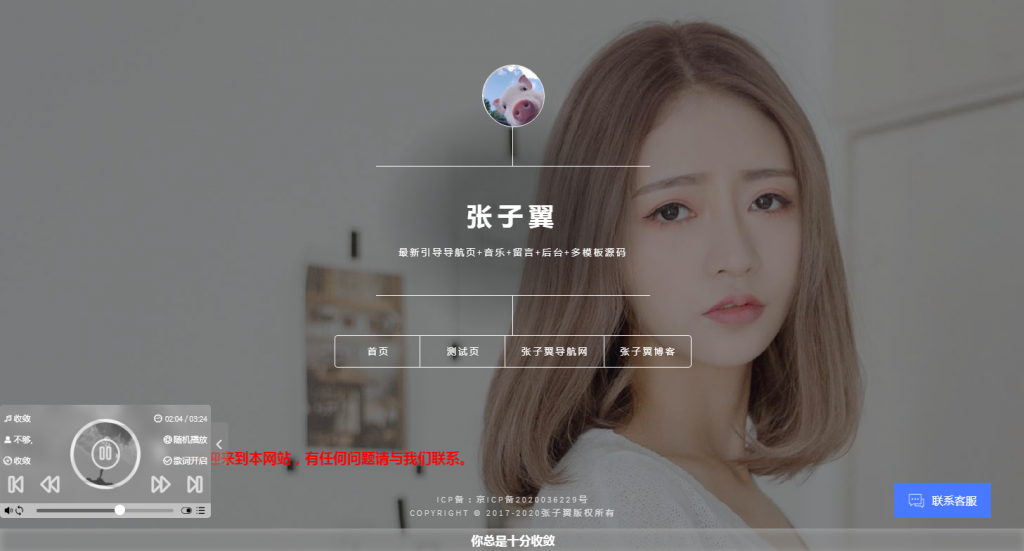 张子翼
最新引导导航页+音乐+留言+后台+多模板源码
首页
测试页
张子翼导航网
张子翼博客
收敛
02:04 / 03:24
不够,
随机播放
收敛
歌词开启
来到本网站，有任何问题请与我们联系。
ICP备：京ICP备2020036229号
COPYRIGHT © 2017-2020张子翼版权所有
联系客服
你总是十分收敛